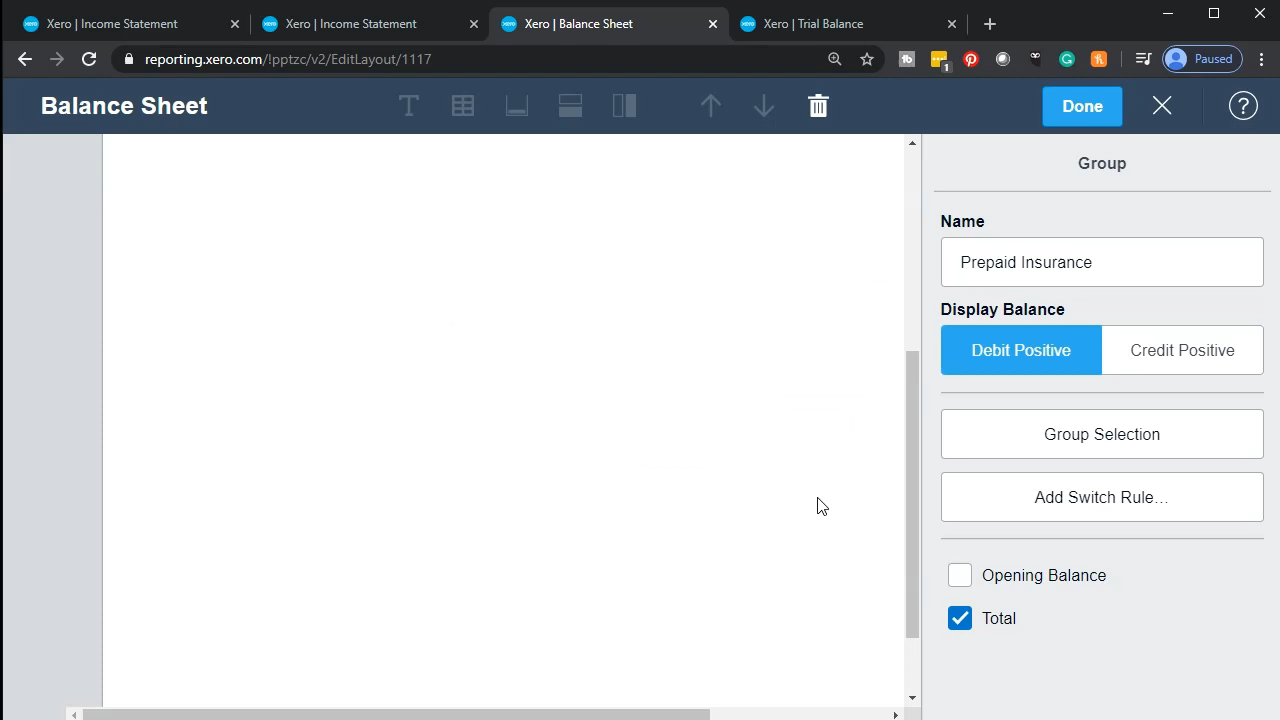 Xero | Income Statement
Xero | Income Statement
Xero | Balance Sheet
Xero | Trial Balance
reporting.xero.com/!pptzc/v2/EditLayout/1117
1
Paused
Balance Sheet
Done
Group
Name
Prepaid Insurance
Display Balance
Debit Positive
Credit Positive
Group Selection
Add Switch Rule...
Opening Balance
Total